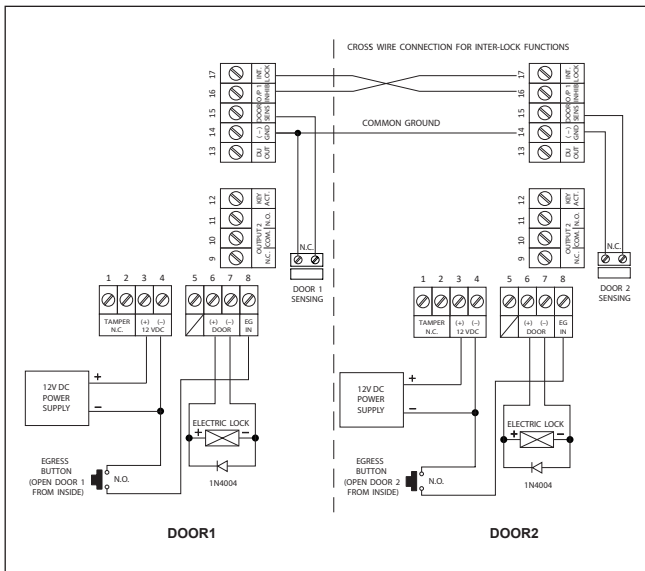 CROSS WIRE CONNECTION FOR INTER-LOCK FUNCTIONS
17 INT. LOCK
16 O/P 1 INHIB
15 DOOR SENS
14 (−) GND
13 DU OUT
COMMON GROUND
17 INT. LOCK
16 O/P 1 INHIB
15 DOOR SENS
14 (−) GND
13 DU OUT
12 KEY ACT.
11 N.O.
10 COM.
9 N.C.
OUTPUT 2
N.C.
DOOR 1
SENSING
12 KEY ACT.
11 N.O.
10 COM.
9 N.C.
OUTPUT 2
N.C.
DOOR 2
SENSING
1 2 3 4 5 6 7 8
TAMPER
N.C.
(+) (−)
12 VDC
(+) (−)
DOOR
EG
IN
12V DC
POWER
SUPPLY
+
−
ELECTRIC LOCK
+ −
1N4004
EGRESS
BUTTON
(OPEN DOOR 1
FROM INSIDE)
N.O.
DOOR1
1 2 3 4 5 6 7 8
TAMPER
N.C.
(+) (−)
12 VDC
(+) (−)
DOOR
EG
IN
12V DC
POWER
SUPPLY
+
−
ELECTRIC LOCK
+ −
1N4004
EGRESS
BUTTON
(OPEN DOOR 2
FROM INSIDE)
N.O.
DOOR2